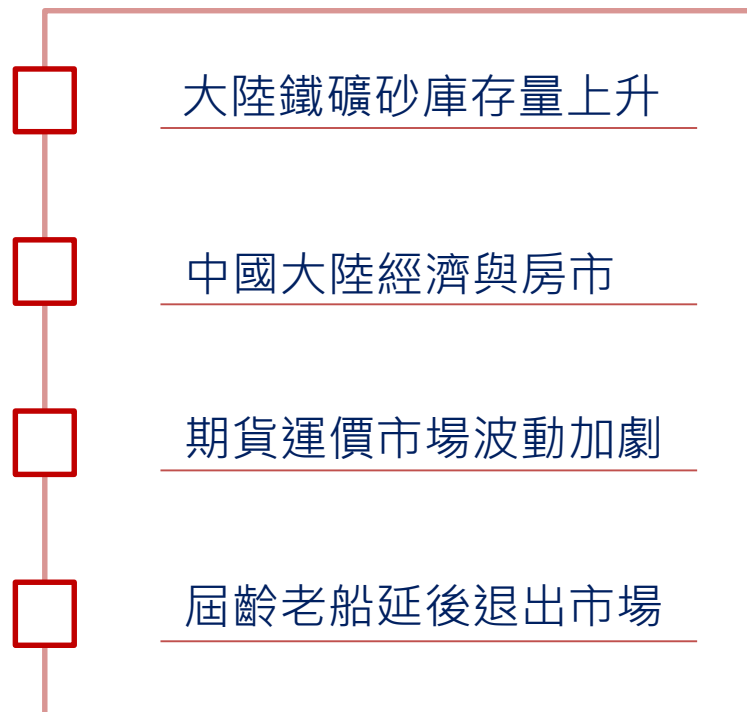 大陸鐵礦砂庫存量上升
中國大陸經濟與房市
期貨運價市場波動加劇
屆齡老船延後退出市場